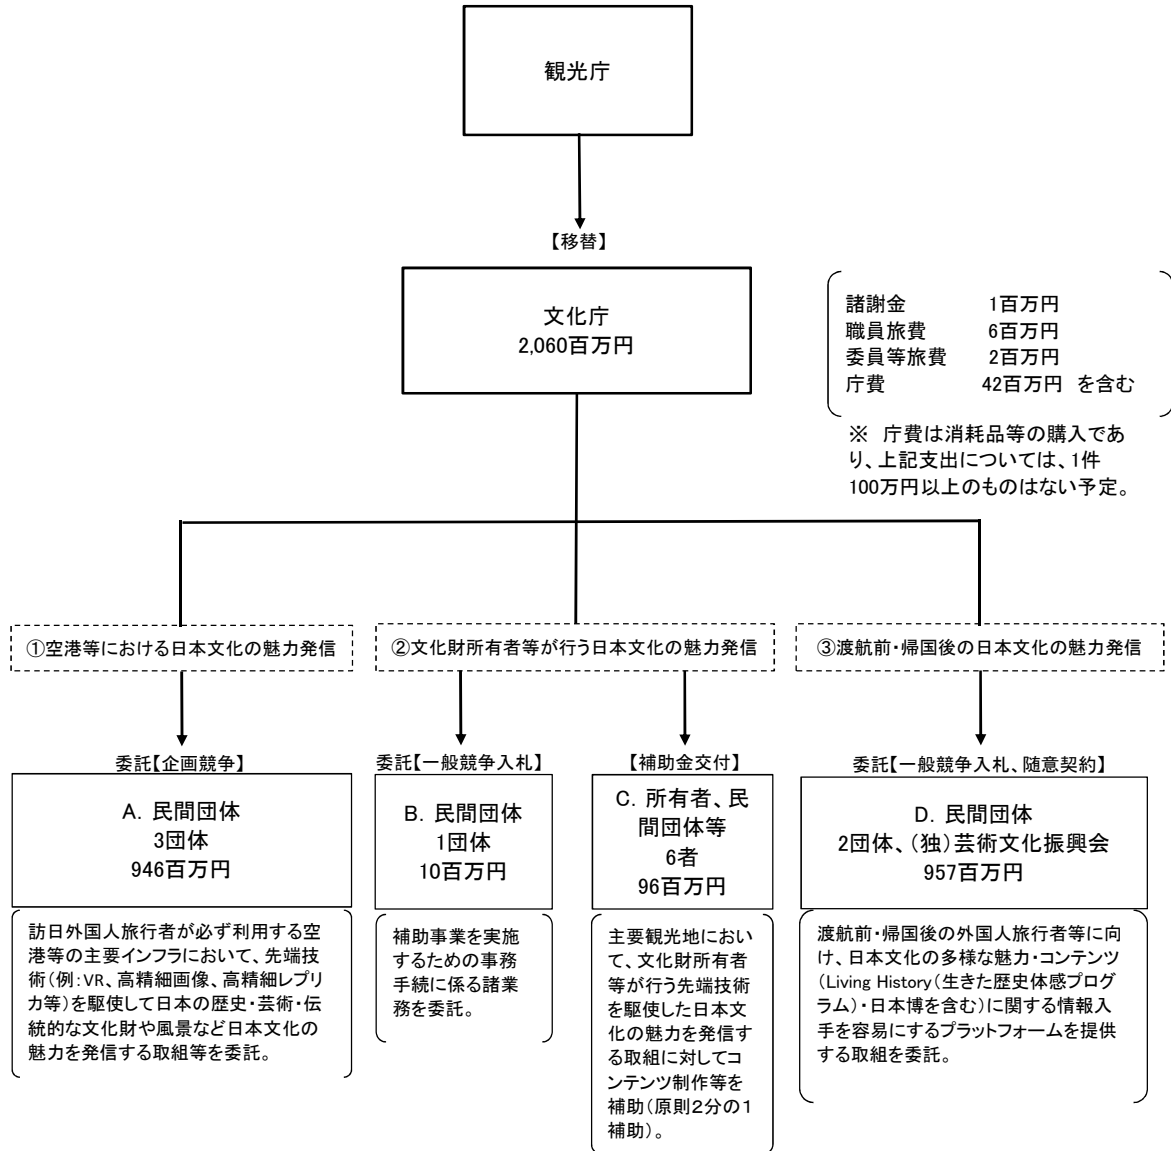 観光庁
【移替】
文化庁
2,060百万円
諸謝金 1百万円
職員旅費 6百万円
委員等旅費 2百万円
庁費 42百万円 を含む
※ 庁費は消耗品等の購入であ
り、上記支出については、1件
100万円以上のものはない予定。
①空港等における日本文化の魅力発信
②文化財所有者等が行う日本文化の魅力発信
③渡航前・帰国後の日本文化の魅力発信
委託【企画競争】
A. 民間団体
3団体
946百万円
訪日外国人旅行者が必ず利用する空
港等の主要インフラにおいて、先端技
術(例:VR、高精細画像、高精細レプリ
カ等)を駆使して日本の歴史・芸術・伝
統的な文化財や風景など日本文化の
魅力を発信する取組等を委託。
委託【一般競争入札】
B. 民間団体
1団体
10百万円
補助事業を実施
するための事務
手続に係る諸業
務を委託。
【補助金交付】
C. 所有者、民
間団体等
6者
96百万円
主要観光地におい
て、文化財所有者
等が行う先端技術
を駆使した日本文
化の魅力を発信す
る取組に対してコ
ンテンツ制作等を
補助(原則2分の1
補助)。
委託【一般競争入札、随意契約】
D. 民間団体
2団体、(独)芸術文化振興会
957百万円
渡航前・帰国後の外国人旅行者等に向
け、日本文化の多様な魅力・コンテンツ
(Living History(生きた歴史体感プログ
ラム)・日本博を含む)に関する情報入
手を容易にするプラットフォームを提供
する取組を委託。